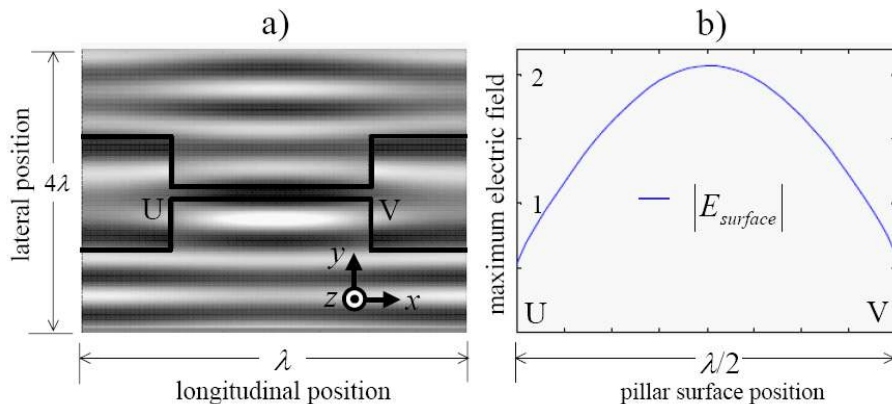 a)
b)
lateral position
4λ
U
V
y
z
x
λ
longitudinal position
maximum electric field
2
1
|E_surface|
U
V
λ/2
pillar surface position